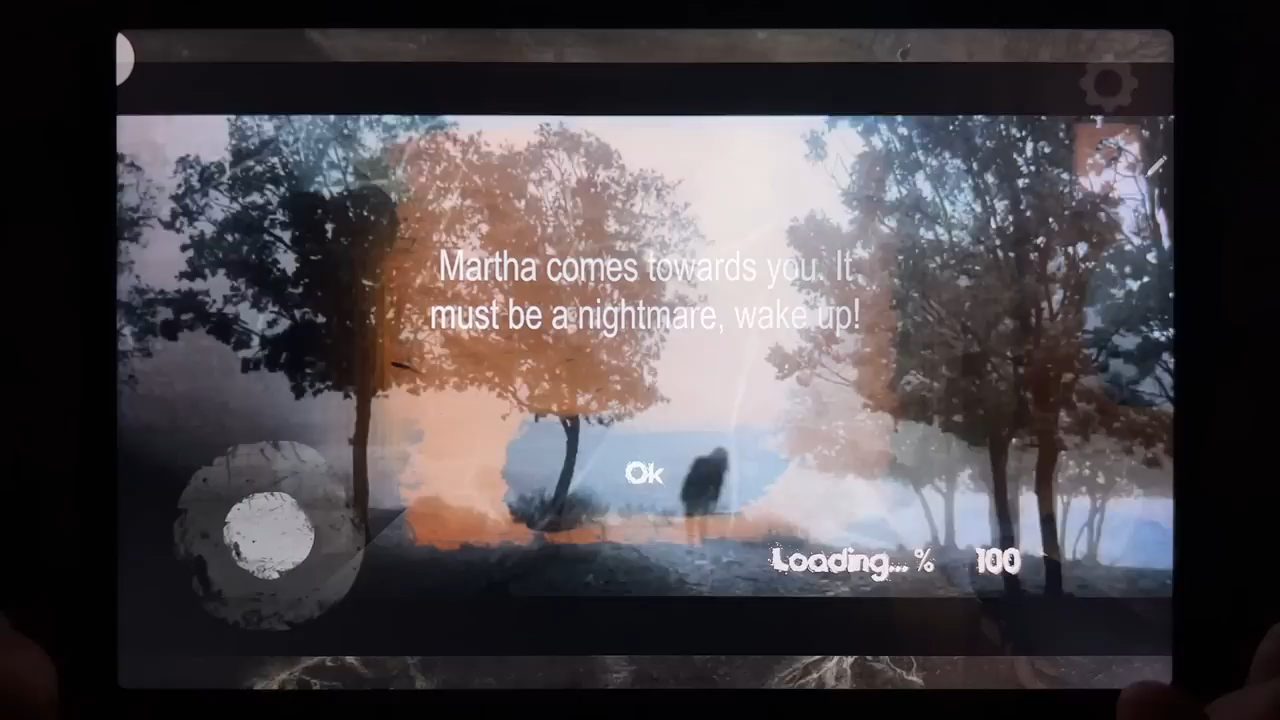 Martha comes towards you. It
must be a nightmare, wake up!
Ok
Loading... % 100